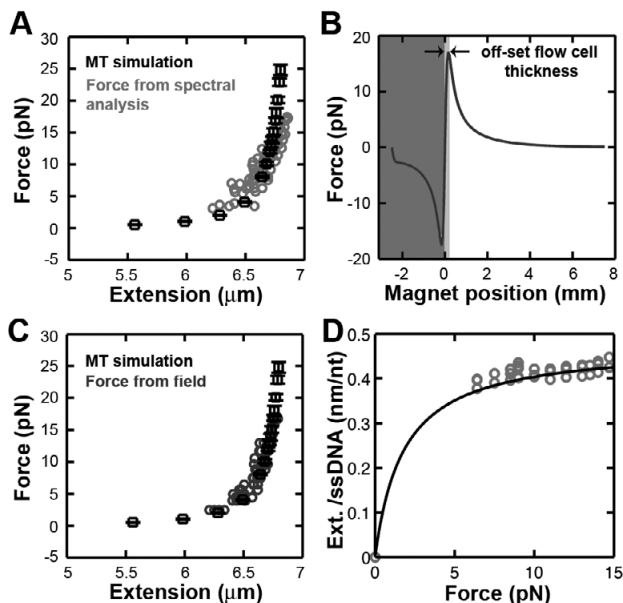 A
MT simulation
Force from spectral
analysis
Force (pN)
30
25
20
15
10
5
0
5
5.5
6
6.5
7
Extension (μm)
B
off-set flow cell
thickness
Force (pN)
20
10
0
-10
-20
-2
0
2
4
6
8
Magnet position (mm)
C
MT simulation
Force from field
Force (pN)
30
25
20
15
10
5
0
5
5.5
6
6.5
7
Extension (μm)
D
Ext. /ssDNA (nm/nt)
0.5
0.4
0.3
0.2
0.1
0
0
5
10
15
Force (pN)